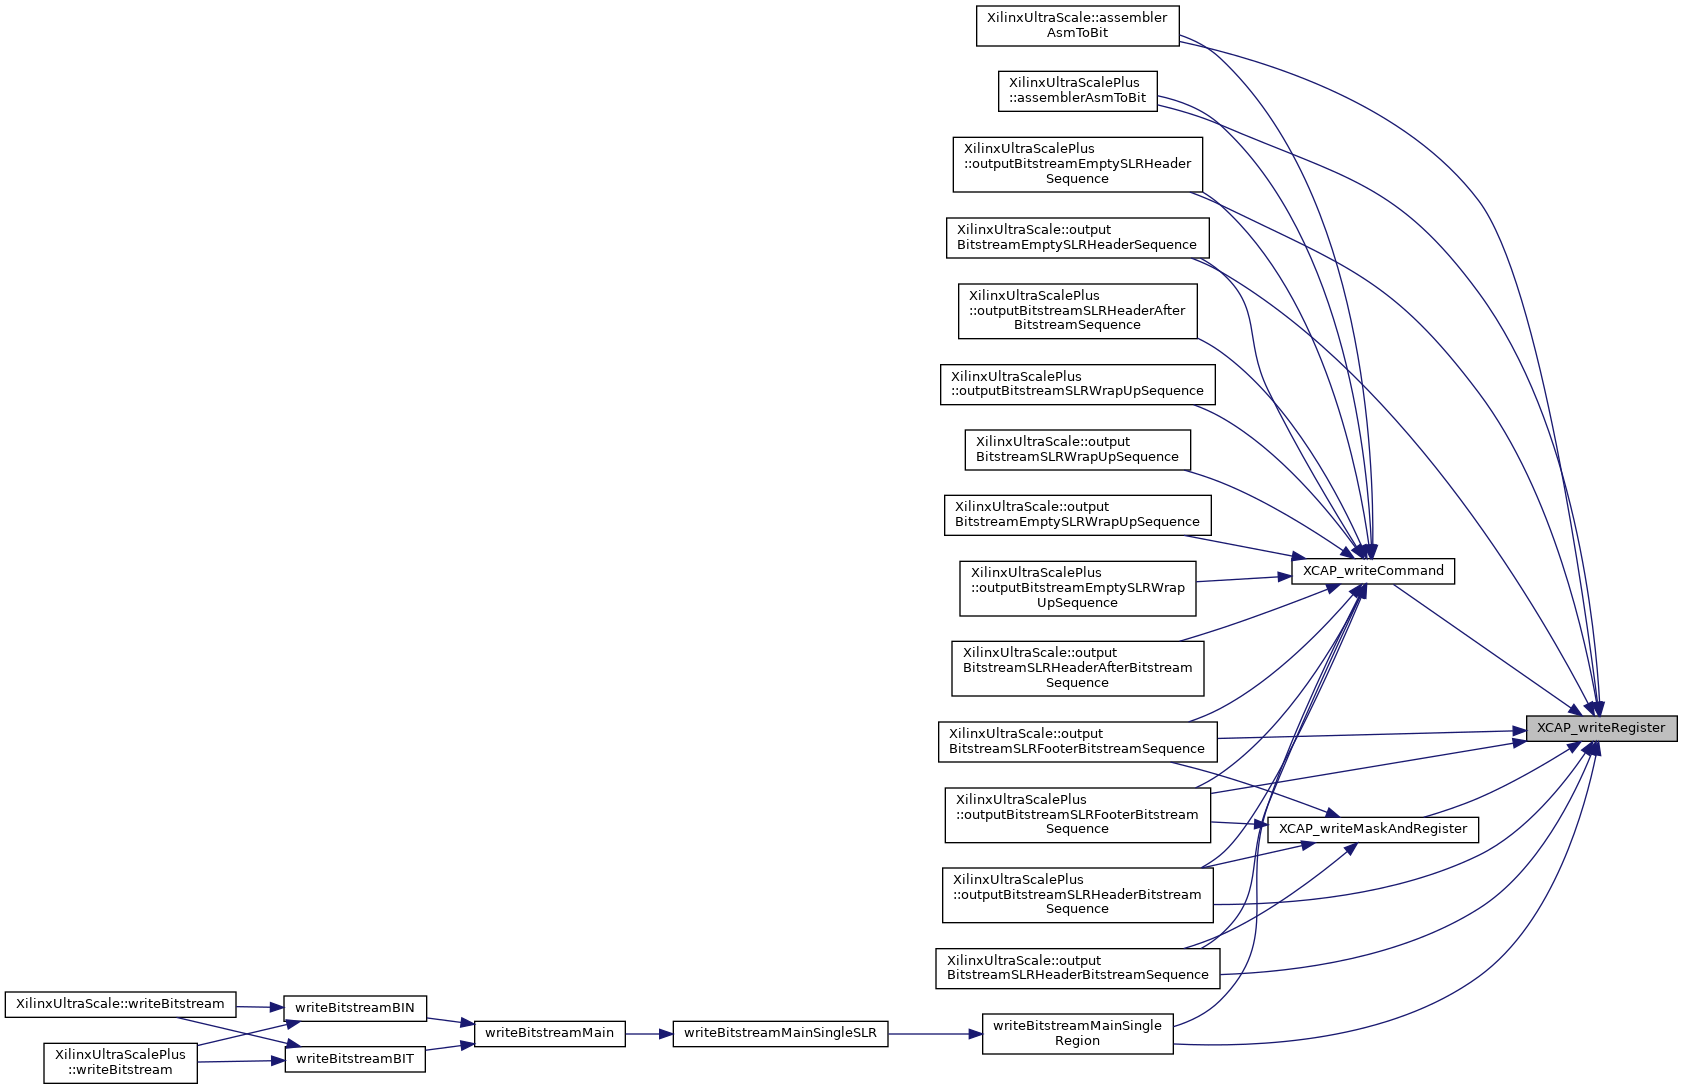 XilinxUltraScale::assembler
AsmToBit
XilinxUltraScalePlus
::assemblerAsmToBit
XilinxUltraScalePlus
::outputBitstreamEmptySLRHeader
Sequence
XilinxUltraScale::output
BitstreamEmptySLRHeaderSequence
XilinxUltraScalePlus
::outputBitstreamSLRHeaderAfter
BitstreamSequence
XilinxUltraScalePlus
::outputBitstreamSLRWrapUpSequence
XilinxUltraScale::output
BitstreamSLRWrapUpSequence
XilinxUltraScale::output
BitstreamEmptySLRWrapUpSequence
XCAP_writeCommand
XilinxUltraScalePlus
::outputBitstreamEmptySLRWrap
UpSequence
XilinxUltraScale::output
BitstreamSLRHeaderAfterBitstream
Sequence
XCAP_writeRegister
XilinxUltraScale::output
BitstreamSLRFooterBitstreamSequence
XilinxUltraScalePlus
::outputBitstreamSLRFooterBitstream
Sequence
XCAP_writeMaskAndRegister
XilinxUltraScalePlus
::outputBitstreamSLRHeaderBitstream
Sequence
XilinxUltraScale::output
BitstreamSLRHeaderBitstreamSequence
XilinxUltraScale::writeBitstream
writeBitstreamBIN
writeBitstreamMain
writeBitstreamMainSingleSLR
writeBitstreamMainSingle
Region
XilinxUltraScalePlus
::writeBitstream
writeBitstreamBIT